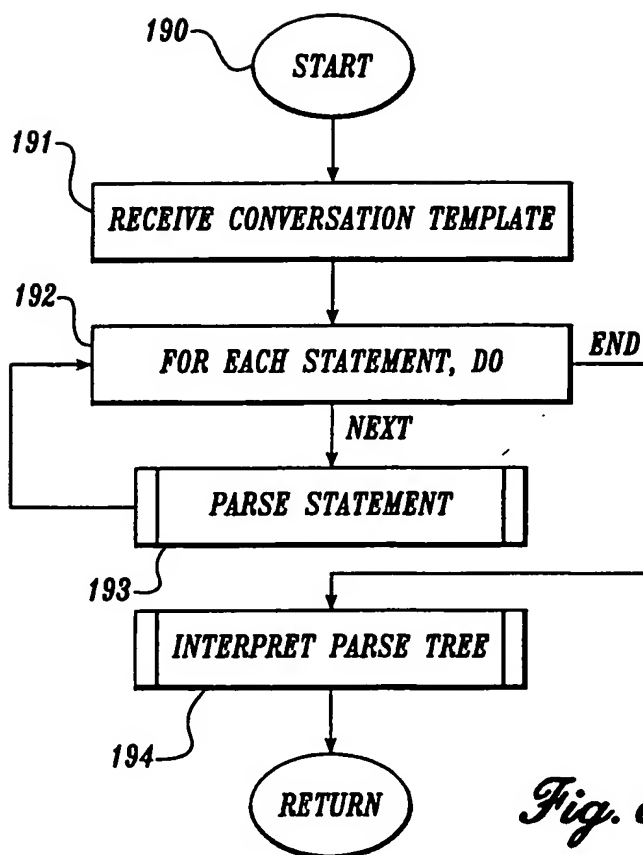 190
START
191
RECEIVE CONVERSATION TEMPLATE
192
FOR EACH STATEMENT, DO
END
NEXT
PARSE STATEMENT
193
INTERPRET PARSE TREE
194
RETURN
Fig.